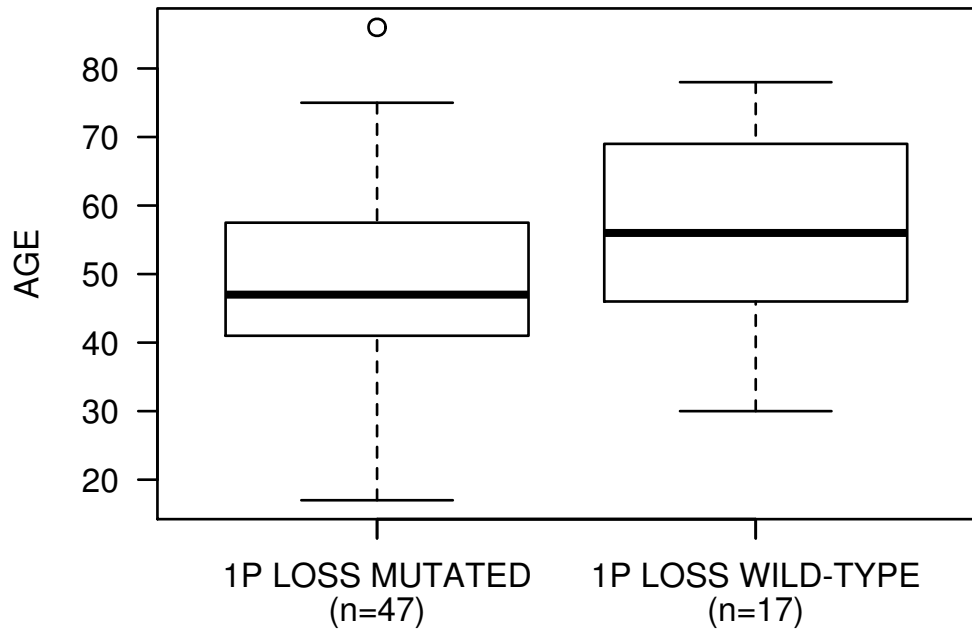 AGE
80
70
60
50
40
30
20
1P LOSS MUTATED
(n=47)
1P LOSS WILD-TYPE
(n=17)